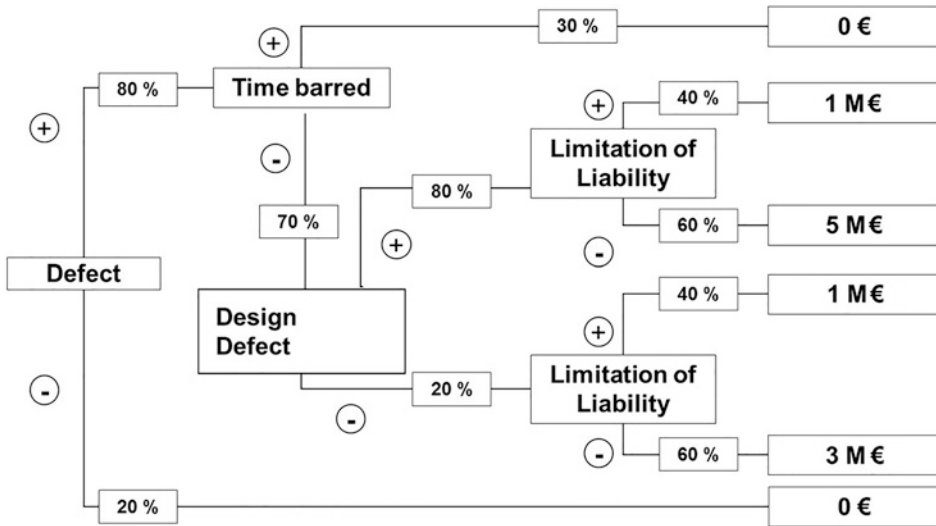 +
30 %
0 €
80 %
Time barred
+
40 %
1 M €
+
-
Limitation of
Liability
80 %
70 %
+
60 %
5 M €
-
Defect
40 %
1 M €
Design
Defect
+
-
20 %
-
Limitation of
Liability
-
60 %
3 M €
20 %
0 €